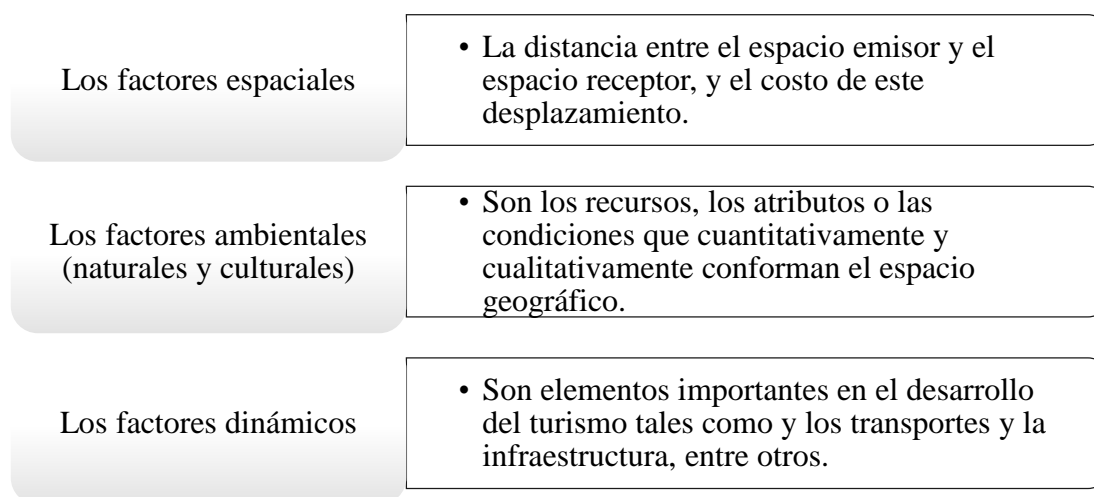 Los factores espaciales
• La distancia entre el espacio emisor y el
espacio receptor, y el costo de este
desplazamiento.
Los factores ambientales
(naturales y culturales)
• Son los recursos, los atributos o las
condiciones que cuantitativamente y
cualitativamente conforman el espacio
geográfico.
Los factores dinámicos
• Son elementos importantes en el desarrollo
del turismo tales como y los transportes y la
infraestructura, entre otros.